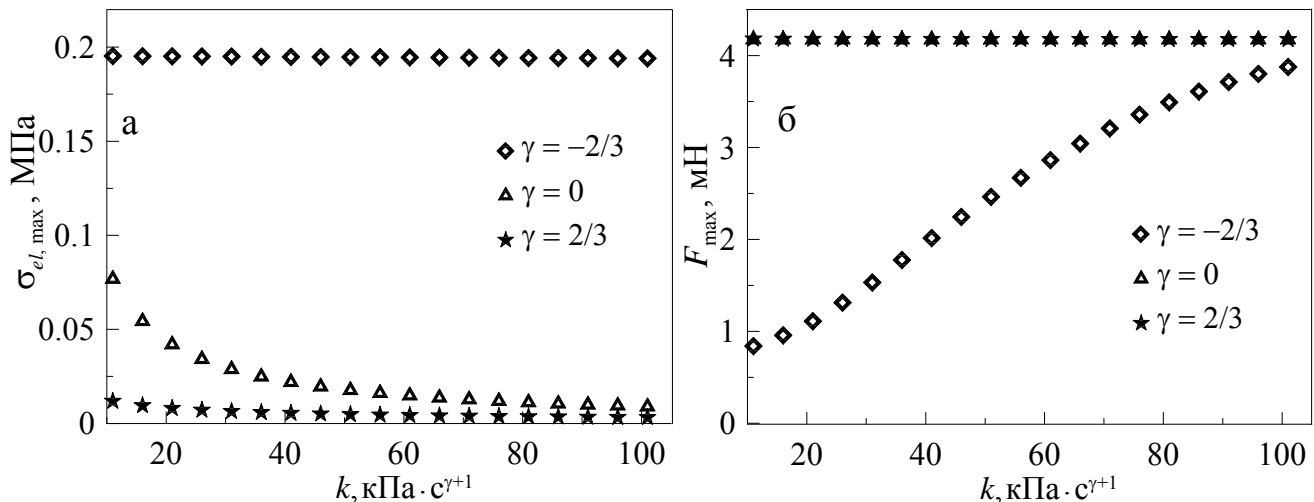 0.2
0.15
0.1
0.05
0
σel, max, МПа
а
γ = −2/3
γ = 0
γ = 2/3
20 40 60 80 100
k, кПа · с^γ+1
4
3
2
1
0
Fmax, мН
б
γ = −2/3
γ = 0
γ = 2/3
20 40 60 80 100
k, кПа · с^γ+1